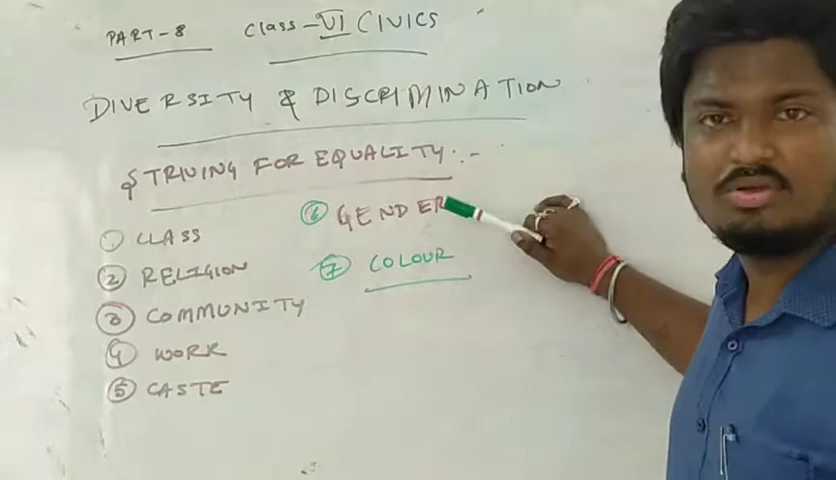 PART-8
Class-VI CIVICS
DIVERSITY & DISCRIMINATION
STRIVING FOR EQUALITY:-
① CLASS
② RELIGION
③ COMMUNITY
④ WORK
⑤ CASTE
⑥ GENDER
⑦ COLOUR